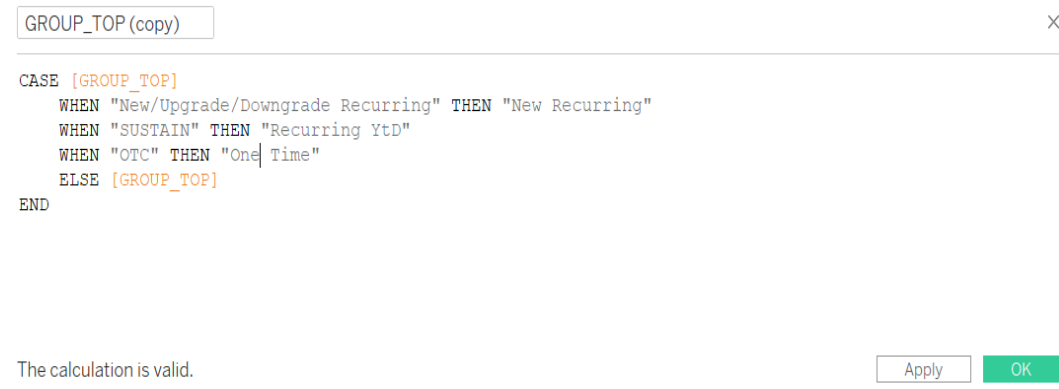 GROUP_TOP (copy)
CASE [GROUP_TOP]
WHEN "New/Upgrade/Downgrade Recurring" THEN "New Recurring"
WHEN "SUSTAIN" THEN "Recurring YtD"
WHEN "OTC" THEN "One Time"
ELSE [GROUP_TOP]
END
The calculation is valid.
Apply OK